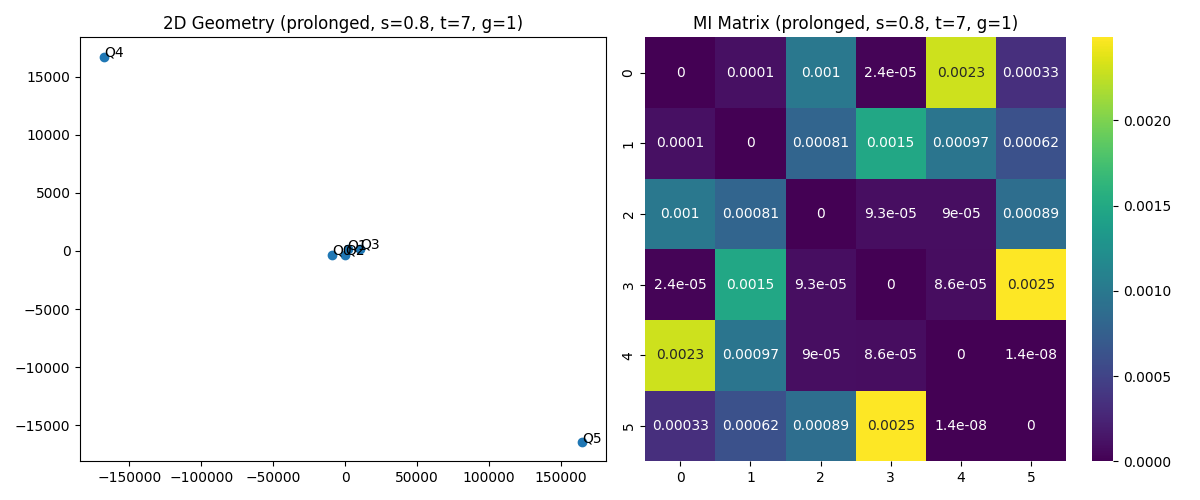 2D Geometry (prolonged, s=0.8, t=7, g=1)
15000
10000
5000
0
−5000
−10000
−15000
−150000 −100000 −50000 0 50000 100000 150000
Q4
Q0 Q1 Q2 Q3
Q5
MI Matrix (prolonged, s=0.8, t=7, g=1)
0 0 0.0001 0.001 2.4e-05 0.0023 0.00033
1 0.0001 0 0.00081 0.0015 0.00097 0.00062
2 0.001 0.00081 0 9.3e-05 9e-05 0.00089
3 2.4e-05 0.0015 9.3e-05 0 8.6e-05 0.0025
4 0.0023 0.00097 9e-05 8.6e-05 0 1.4e-08
5 0.00033 0.00062 0.00089 0.0025 1.4e-08 0
0 1 2 3 4 5
0.0020
0.0015
0.0010
0.0005
0.0000